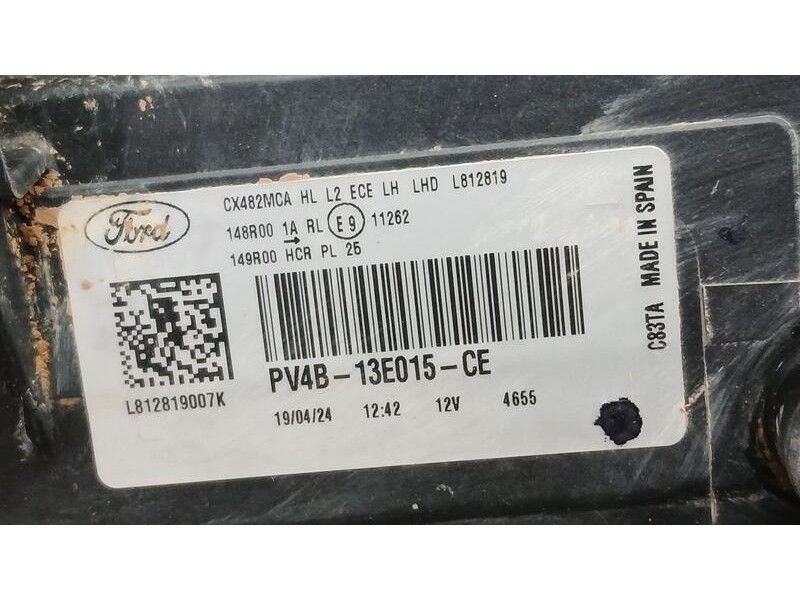 Ford
CX482MCA HL L2 ECE LH LHD L812819
148R00 1A RL E9 11262
149R00 HCR PL 25
PV4B-13E015-CE
L812819007K
19/04/24 12:42 12V 4655
C83TA MADE IN SPAIN